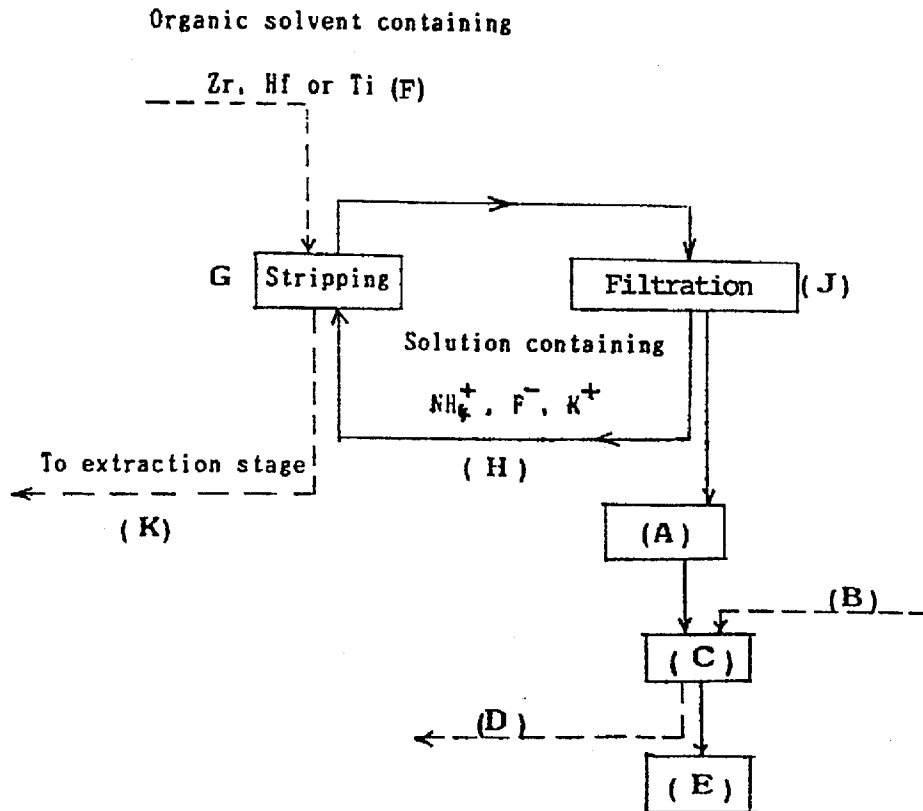 Organic solvent containing
Zr, Hf or Ti (F)
G Stripping
Filtration (J)
Solution containing
NH₄⁺, F⁻, K⁺
(H)
To extraction stage
(K)
(A)
(B)
(C)
(D)
(E)